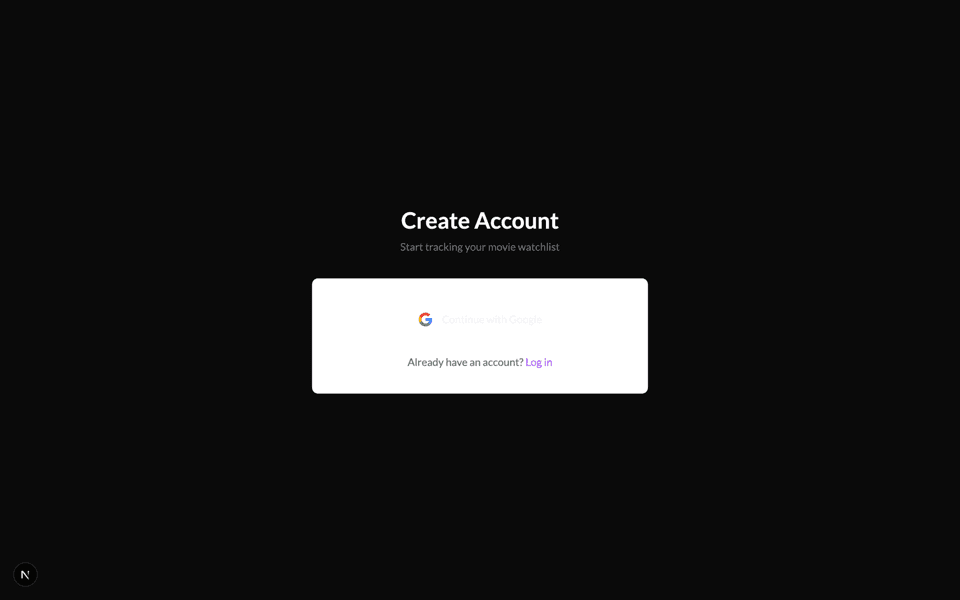 Create Account
Start tracking your movie watchlist
Continue with Google
Already have an account? Log in
N